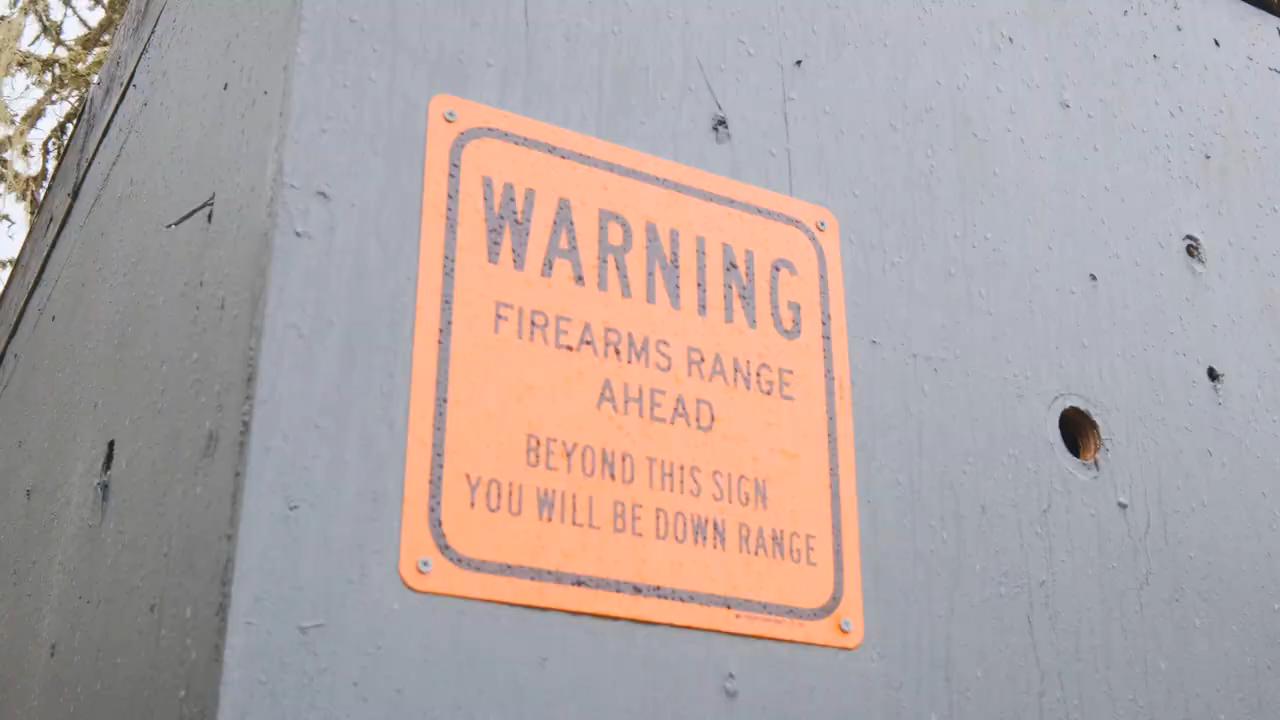 WARNING
FIREARMS RANGE
AHEAD
BEYOND THIS SIGN
YOU WILL BE DOWN RANGE